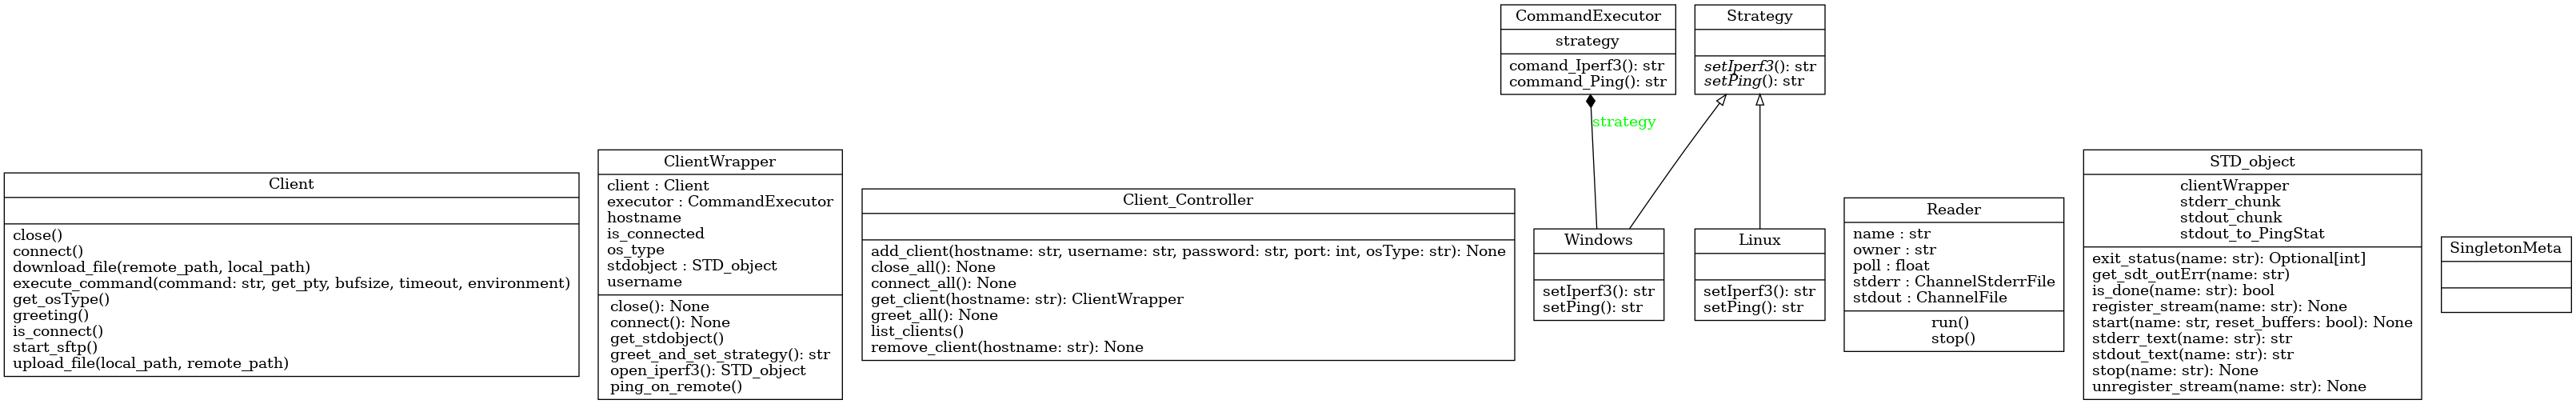 CommandExecutor
strategy
comand_Iperf3(): str
command_Ping(): str
Strategy
setIperf3(): str
setPing(): str
strategy
Client
close()
connect()
download_file(remote_path, local_path)
execute_command(command: str, get_pty, bufsize, timeout, environment)
get_osType()
greeting()
is_connect()
start_sftp()
upload_file(local_path, remote_path)
ClientWrapper
client : Client
executor : CommandExecutor
hostname
is_connected
os_type
stdobject : STD_object
username
close(): None
connect(): None
get_stdobject()
greet_and_set_strategy(): str
open_iperf3(): STD_object
ping_on_remote()
Client_Controller
add_client(hostname: str, username: str, password: str, port: int, osType: str): None
close_all(): None
connect_all(): None
get_client(hostname: str): ClientWrapper
greet_all(): None
list_clients()
remove_client(hostname: str): None
Windows
setIperf3(): str
setPing(): str
Linux
setIperf3(): str
setPing(): str
Reader
name : str
owner : str
poll : float
stderr : ChannelStderrFile
stdout : ChannelFile
run()
stop()
STD_object
clientWrapper
stderr_chunk
stdout_chunk
stdout_to_PingStat
exit_status(name: str): Optional[int]
get_sdt_outErr(name: str)
is_done(name: str): bool
register_stream(name: str): None
start(name: str, reset_buffers: bool): None
stderr_text(name: str): str
stdout_text(name: str): str
stop(name: str): None
unregister_stream(name: str): None
SingletonMeta